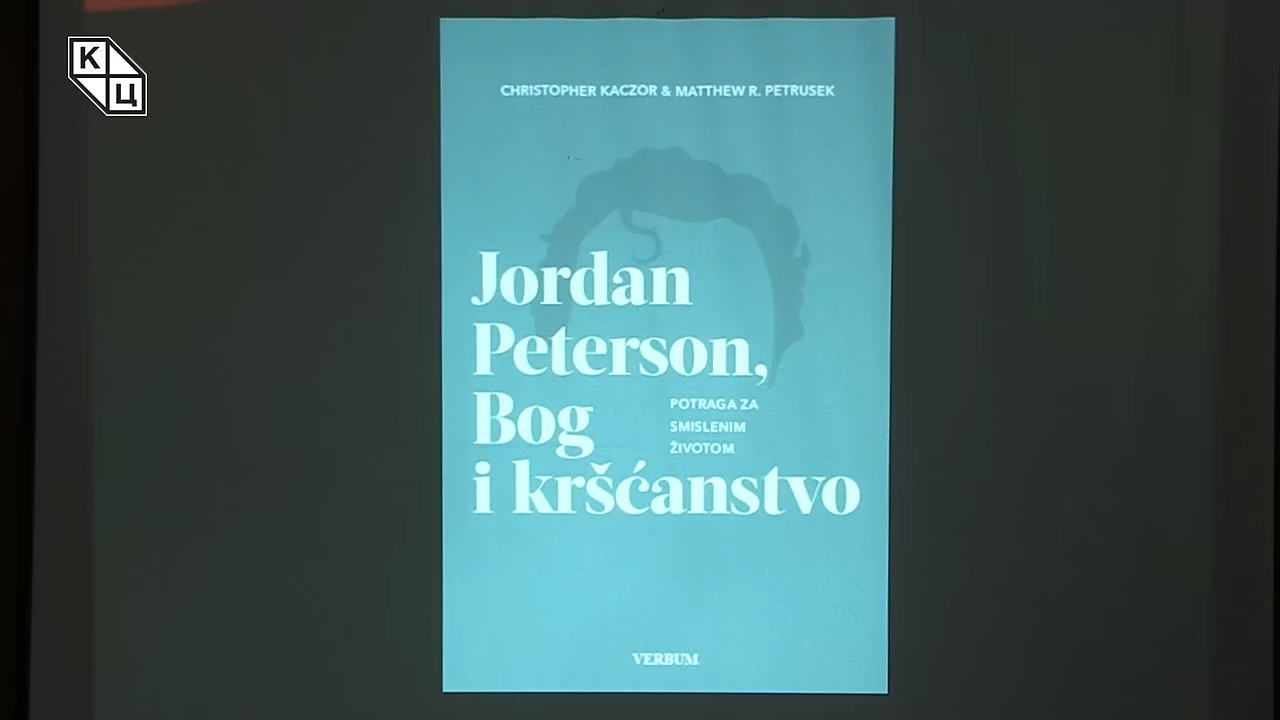 К
Ц
CHRISTOPHER KACZOR & MATTHEW R. PETRUSEK
Jordan
Peterson,
Bog
POTRAGA ZA
SMISLENIM
ŽIVOTOM
i kršćanstvo
VERBUM